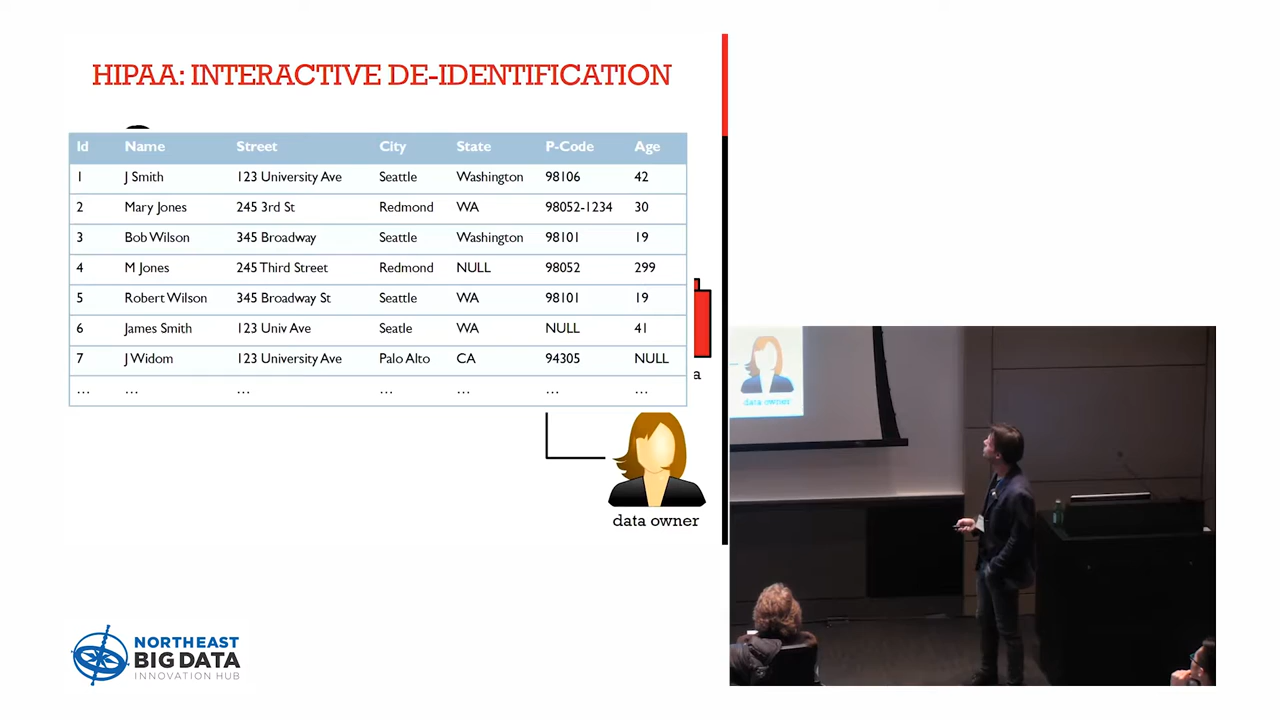 HIPAA: INTERACTIVE DE-IDENTIFICATION
Id Name Street City State P-Code Age
1 J Smith 123 University Ave Seattle Washington 98106 42
2 Mary Jones 245 3rd St Redmond WA 98052-1234 30
3 Bob Wilson 345 Broadway Seattle Washington 98101 19
4 M Jones 245 Third Street Redmond NULL 98052 299
5 Robert Wilson 345 Broadway St Seattle WA 98101 19
6 James Smith 123 Univ Ave Seatle WA NULL 41
7 J Widom 123 University Ave Palo Alto CA 94305 NULL
… … … … … … …
a
data owner
data owner
NORTHEAST
BIG DATA
INNOVATION HUB